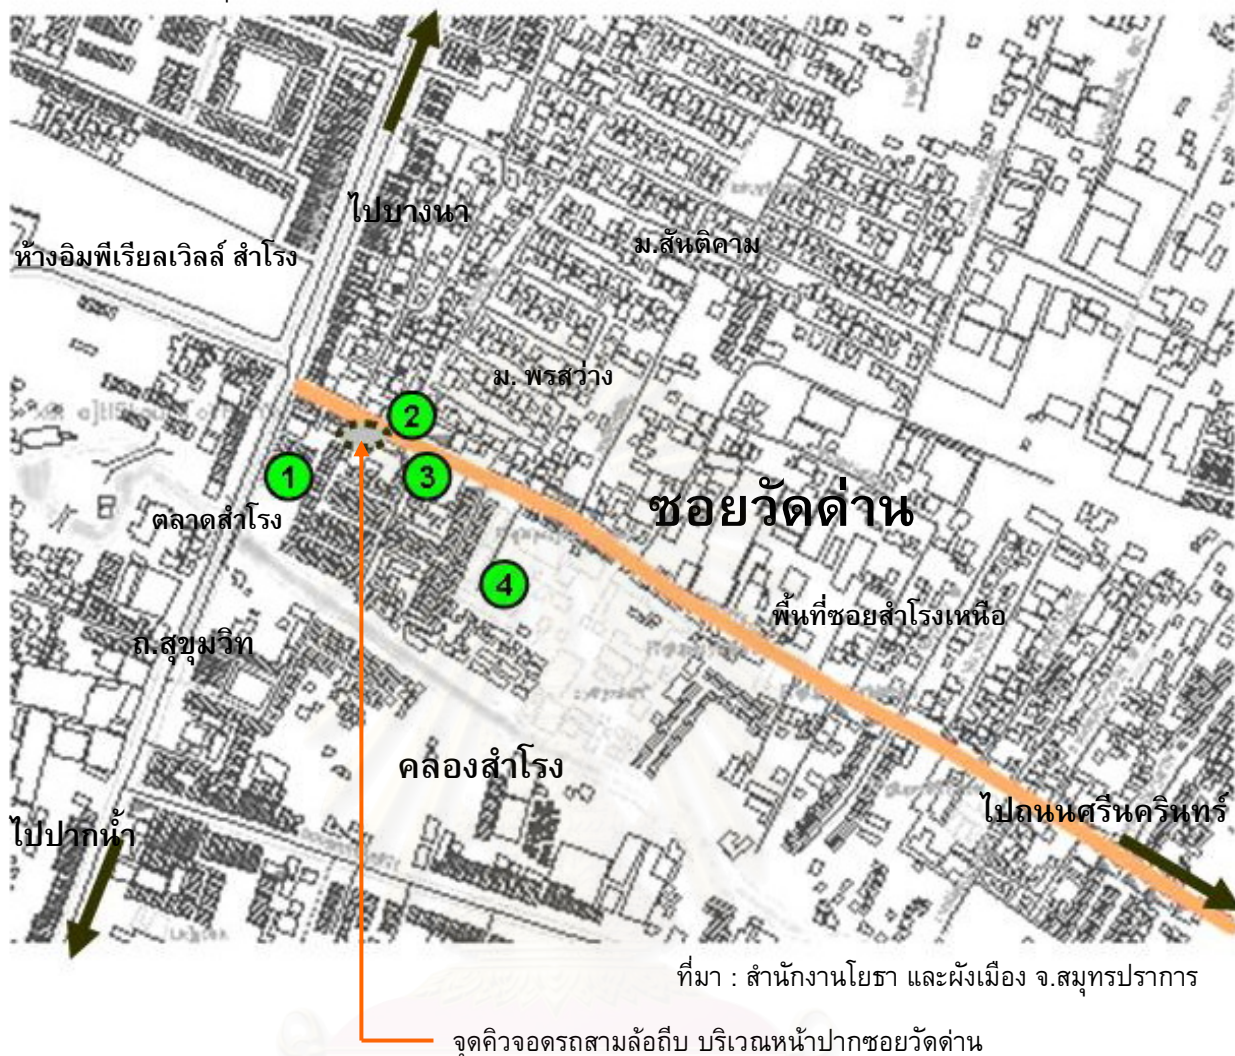 ไปบางนา
ห้างอิมพีเรียลเวิลล์ สำโรง
ม.สันติคาม
ม. พรสว่าง
2
1
3
ซอยวัดด่าน
ตลาดสำโรง
4
พื้นที่ซอยสำโรงเหนือ
ถ.สุขุมวิท
คลองสำโรง
ไปถนนศรีนครินทร์
ไปปากน้ำ
ที่มา : สำนักงานโยธา และผังเมือง จ.สมุทรปราการ
จุดคิวจอดรถสามล้อถีบ บริเวณหน้าปากซอยวัดด่าน